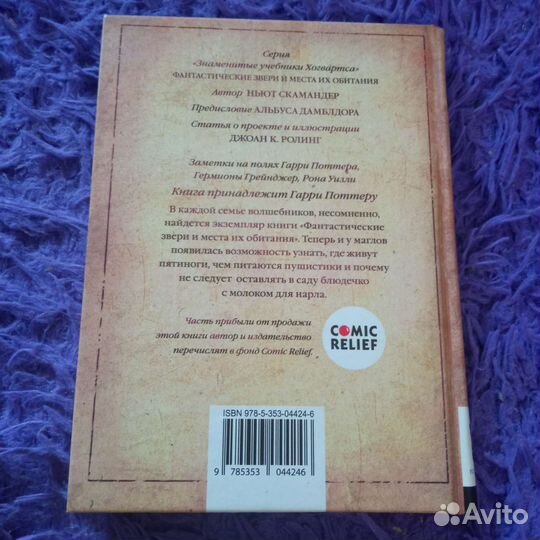 Серия
«Знаменитые учебники Хогвартса»
ФАНТАСТИЧЕСКИЕ ЗВЕРИ И МЕСТА ИХ ОБИТАНИЯ
Автор НЬЮТ СКАМАНДЕР
Предисловие АЛЬБУСА ДАМБЛДОРА
Статья о проекте и иллюстрации
ДЖОАН К. РОЛИНГ
Заметки на полях Гарри Поттера,
Гермионы Грейнджер, Рона Уизли
Книга принадлежит Гарри Поттеру
В каждой семье волшебников, несомненно,
найдется экземпляр книги «Фантастические
звери и места их обитания». Теперь и у маглов
появилась возможность узнать, где живут
пятиноги, чем питаются пушистики и почему
не следует оставлять в саду блюдечко
с молоком для нарла.
Часть прибыли от продажи
этой книги автор и издательство
перечислят в фонд Comic Relief.
COMIC
RELIEF
ISBN 978-5-353-04424-6
9 785353 044246
Avito